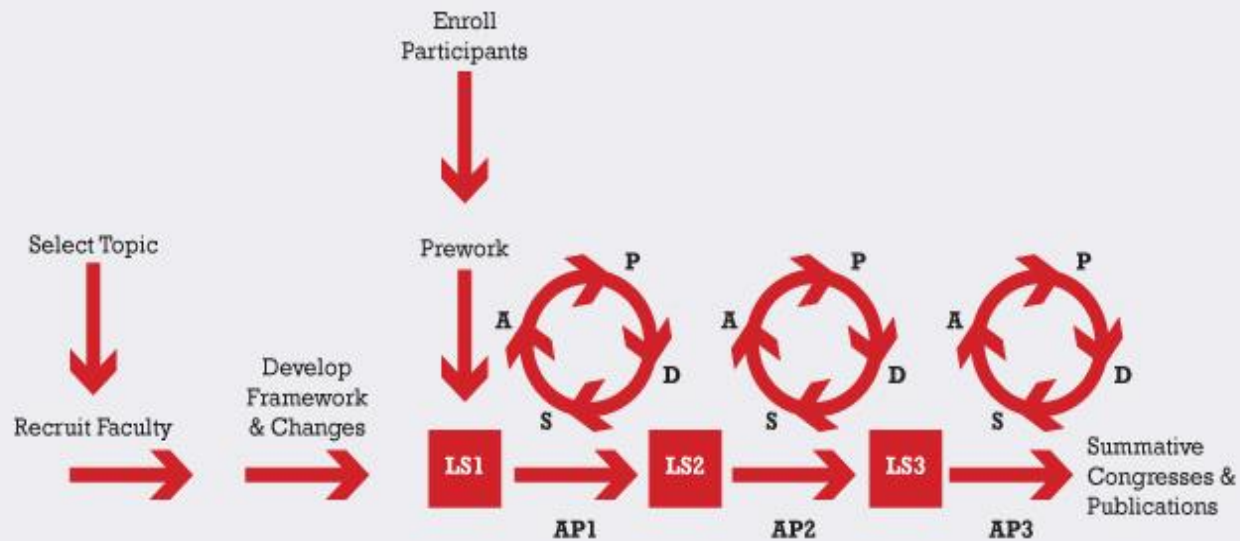 Enroll
Participants
Select Topic
Prework
P
P
P
A
A
A
D
D
D
Develop
Framework
& Changes
Recruit Faculty
S
S
S
LS1
LS2
LS3
Summative
Congresses &
Publications
AP1
AP2
AP3